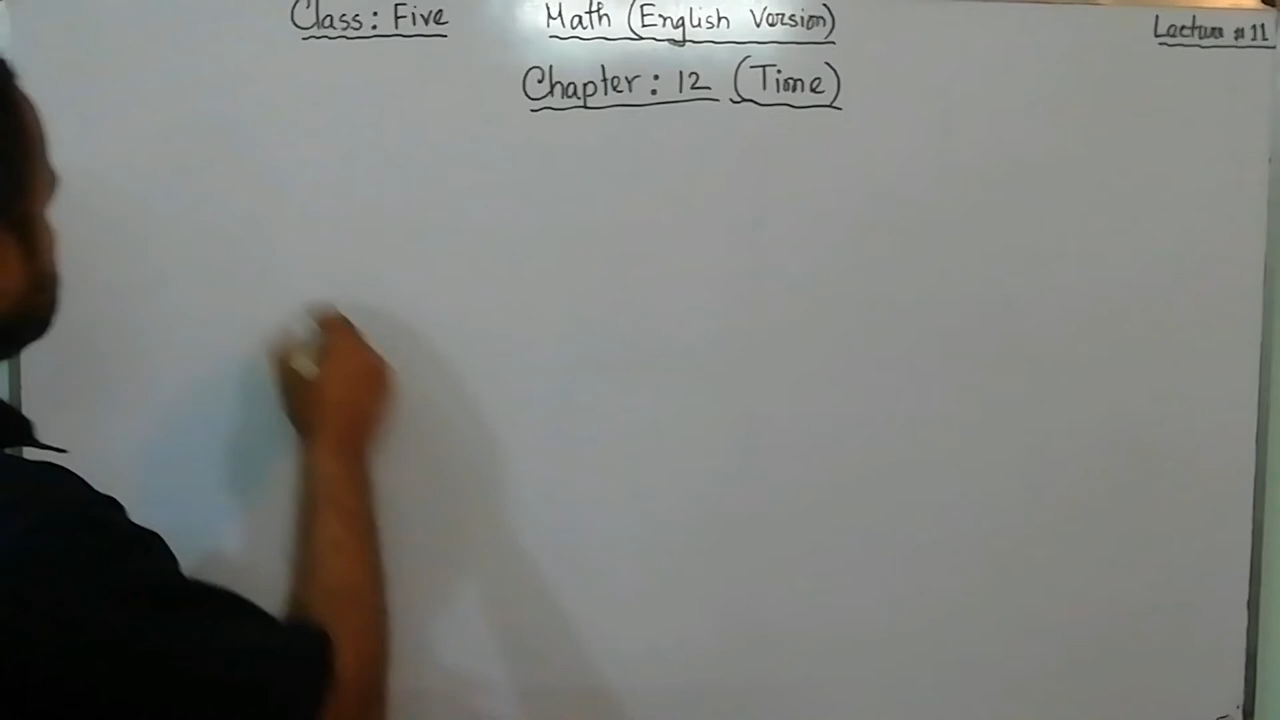 Class: Five Math (English Version) Lecture #11
Chapter: 12 (Time)